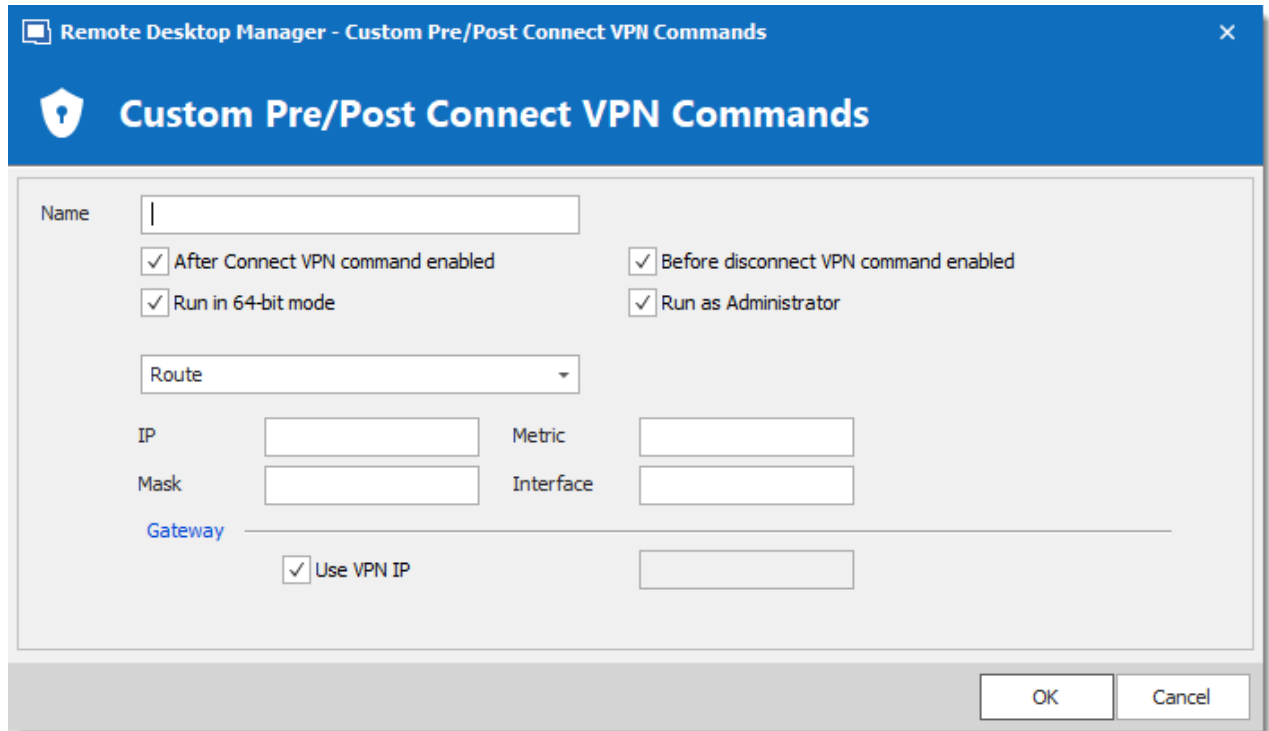 Remote Desktop Manager - Custom Pre/Post Connect VPN Commands
Custom Pre/Post Connect VPN Commands
Name
After Connect VPN command enabled Before disconnect VPN command enabled
Run in 64-bit mode Run as Administrator
Route
IP Metric
Mask Interface
Gateway
Use VPN IP
OK Cancel